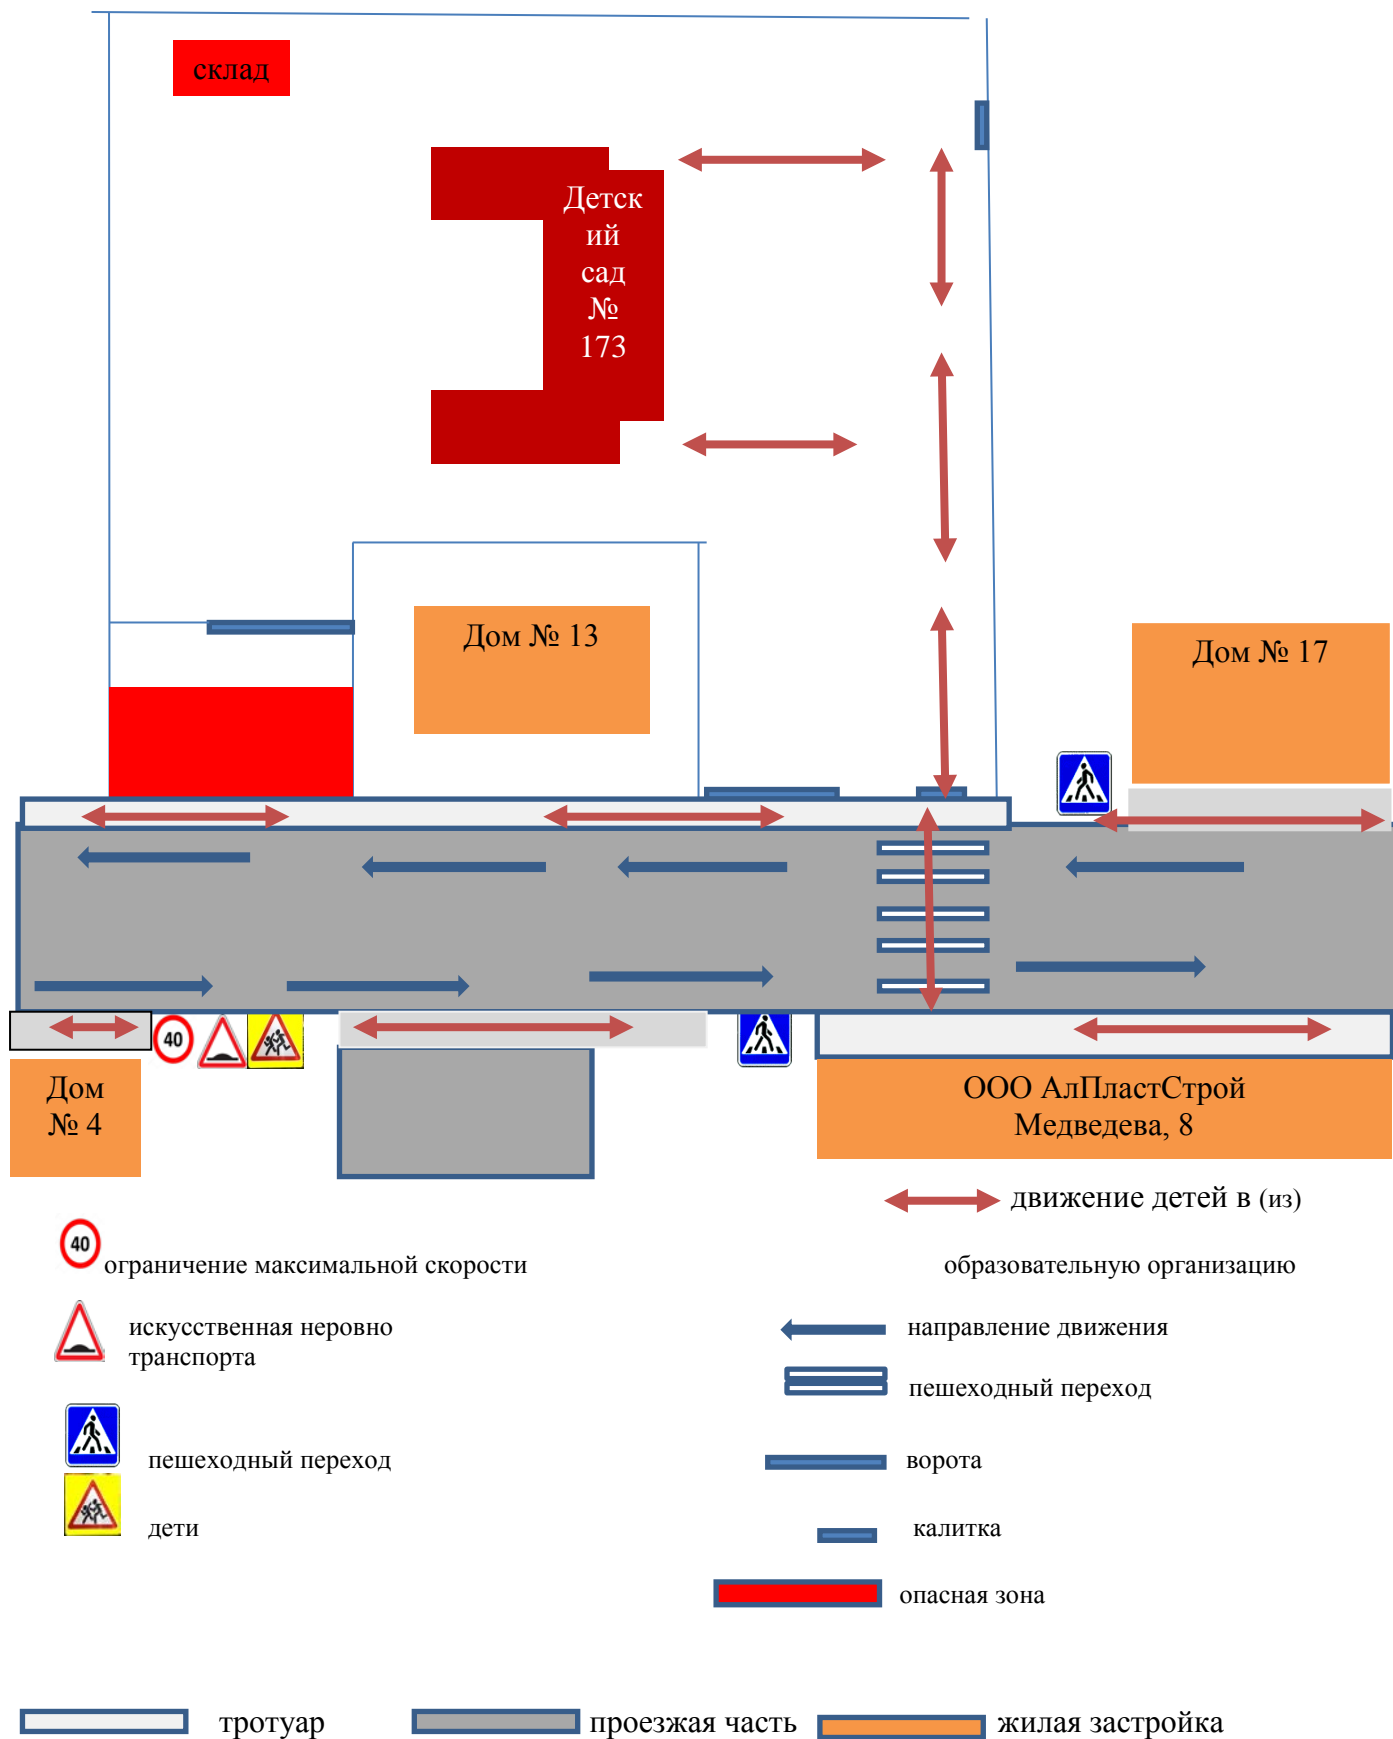 склад
Детск
ий
сад
№
173
Дом № 13
Дом № 17
40
Дом
№ 4
ООО АлПластСтрой
Медведева, 8
движение детей в (из)
40
ограничение максимальной скорости
образовательную организацию
искусственная неровно
транспорта
направление движения
пешеходный переход
пешеходный переход
ворота
дети
калитка
опасная зона
тротуар
проезжая часть
жилая застройка